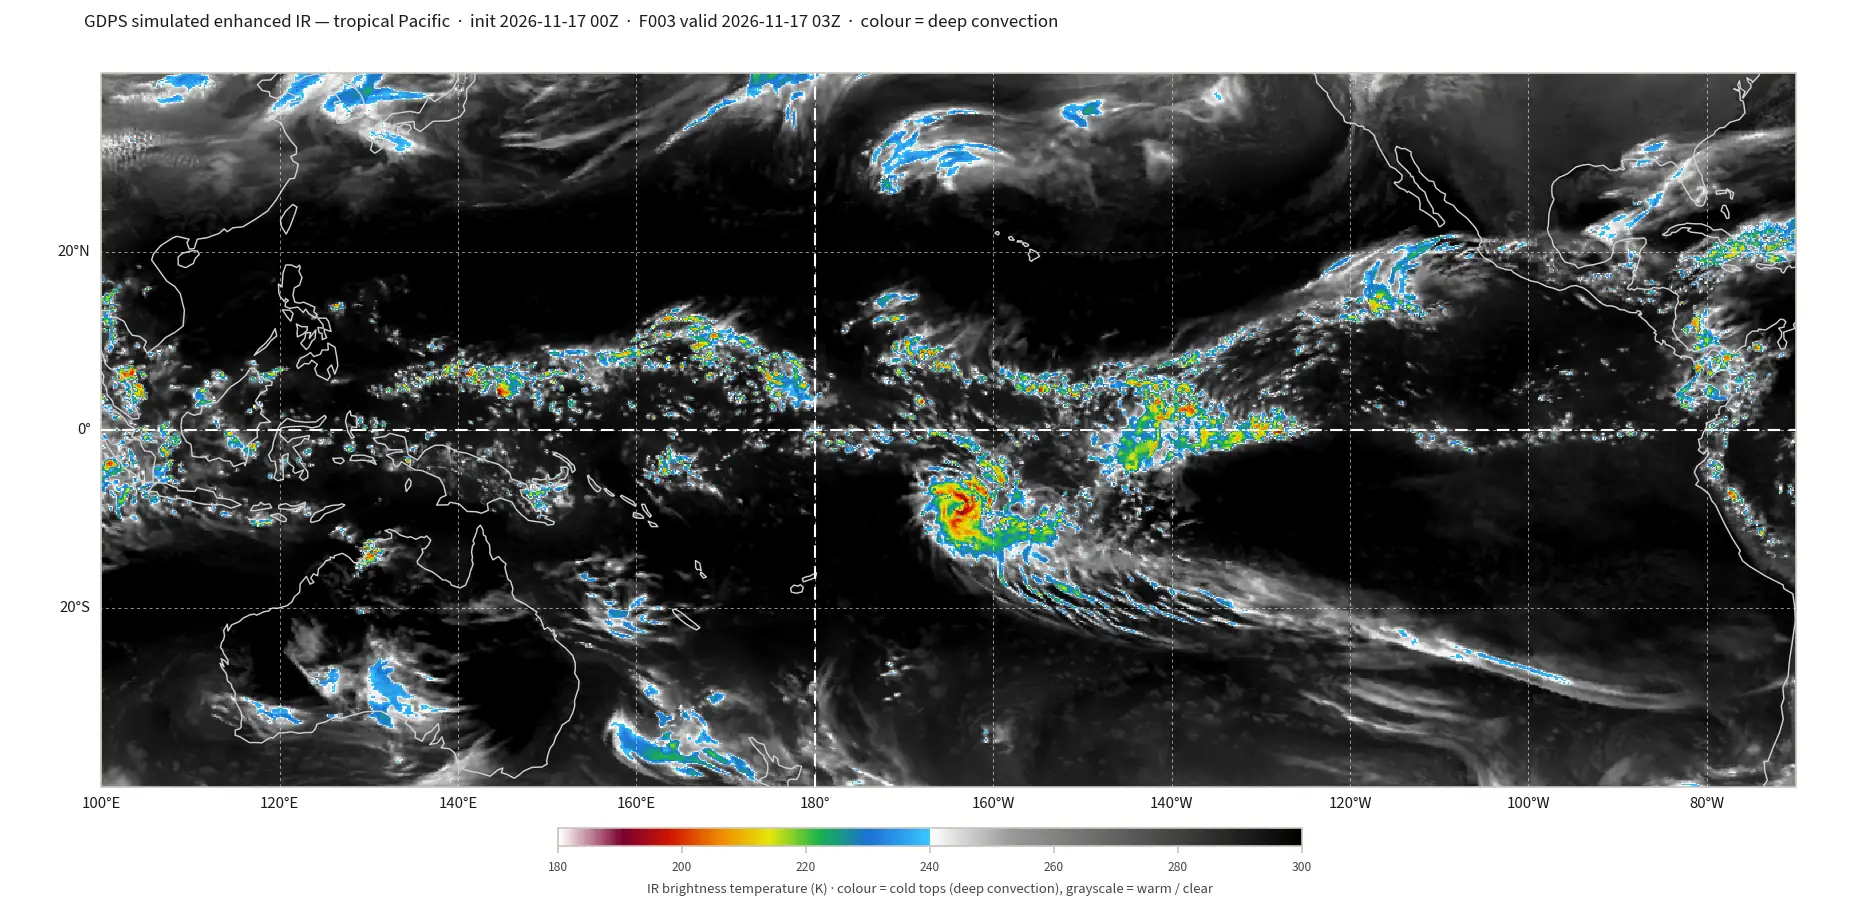 GDPS simulated enhanced IR — tropical Pacific · init 2026-11-17 00Z · F003 valid 2026-11-17 03Z · colour = deep convection
20°N
0°
20°S
100°E 120°E 140°E 160°E 180° 160°W 140°W 120°W 100°W 80°W
180 200 220 240 260 280 300
IR brightness temperature (K) · colour = cold tops (deep convection), grayscale = warm / clear